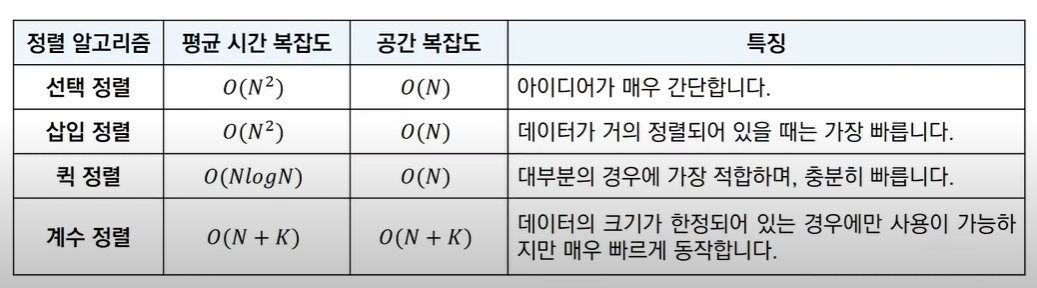 정렬 알고리즘 평균 시간 복잡도 공간 복잡도 특징
선택 정렬 O(N²) O(N) 아이디어가 매우 간단합니다.
삽입 정렬 O(N²) O(N) 데이터가 거의 정렬되어 있을 때는 가장 빠릅니다.
퀵 정렬 O(NlogN) O(N) 대부분의 경우에 가장 적합하며, 충분히 빠릅니다.
계수 정렬 O(N + K) O(N + K) 데이터의 크기가 한정되어 있는 경우에만 사용이 가능하
지만 매우 빠르게 동작합니다.